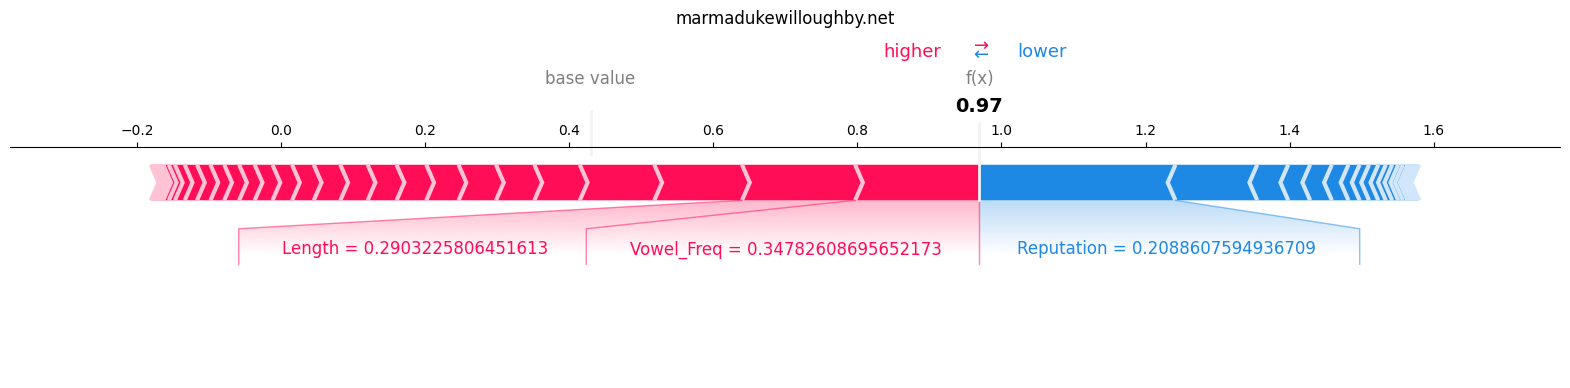 marmadukewilloughby.net
higher → ← lower
base value f(x)
0.97
−0.2 0.0 0.2 0.4 0.6 0.8 1.0 1.2 1.4 1.6
Length = 0.2903225806451613 Vowel_Freq = 0.34782608695652173 Reputation = 0.2088607594936709